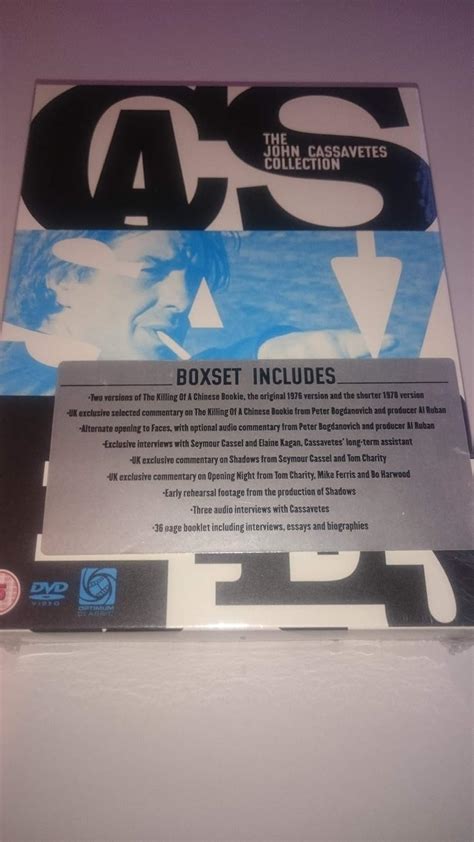 CAS
THE
JOHN CASSAVETES
COLLECTION
SAV
BOXSET INCLUDES
•Two versions of The Killing Of A Chinese Bookie, the original 1976 version and the shorter 1978 version
•UK exclusive selected commentary on The Killing Of A Chinese Bookie from Peter Bogdanovich and producer Al Ruban
•Alternate opening to Faces, with optional audio commentary from Peter Bogdanovich and producer Al Ruban
•Exclusive interviews with Seymour Cassel and Elaine Kagan, Cassavetes' long-term assistant
•UK exclusive commentary on Shadows from Seymour Cassel and Tom Charity
•UK exclusive commentary on Opening Night from Tom Charity, Mike Ferris and Bo Harwood
•Early rehearsal footage from the production of Shadows
•Three audio interviews with Cassavetes
•36 page booklet including interviews, essays and biographies
DVD
VIDEO
OPTIMUM
CLASSIC